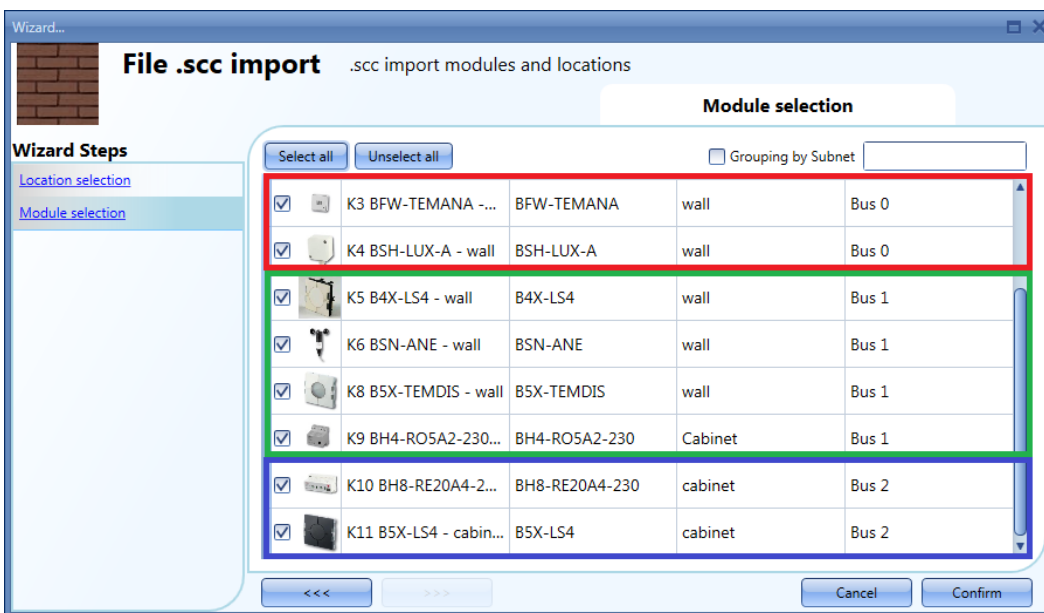 Wizard...
File .scc import .scc import modules and locations
Module selection
Wizard Steps
Location selection
Module selection
Select all Unselect all Grouping by Subnet
K3 BFW-TEMANA -... BFW-TEMANA wall Bus 0
K4 BSH-LUX-A - wall BSH-LUX-A wall Bus 0
K5 B4X-LS4 - wall B4X-LS4 wall Bus 1
K6 BSN-ANE - wall BSN-ANE wall Bus 1
K8 B5X-TEMDIS - wall B5X-TEMDIS wall Bus 1
K9 BH4-RO5A2-230... BH4-RO5A2-230 Cabinet Bus 1
K10 BH8-RE20A4-2... BH8-RE20A4-230 cabinet Bus 2
K11 B5X-LS4 - cabin... B5X-LS4 cabinet Bus 2
<<< >>> Cancel Confirm